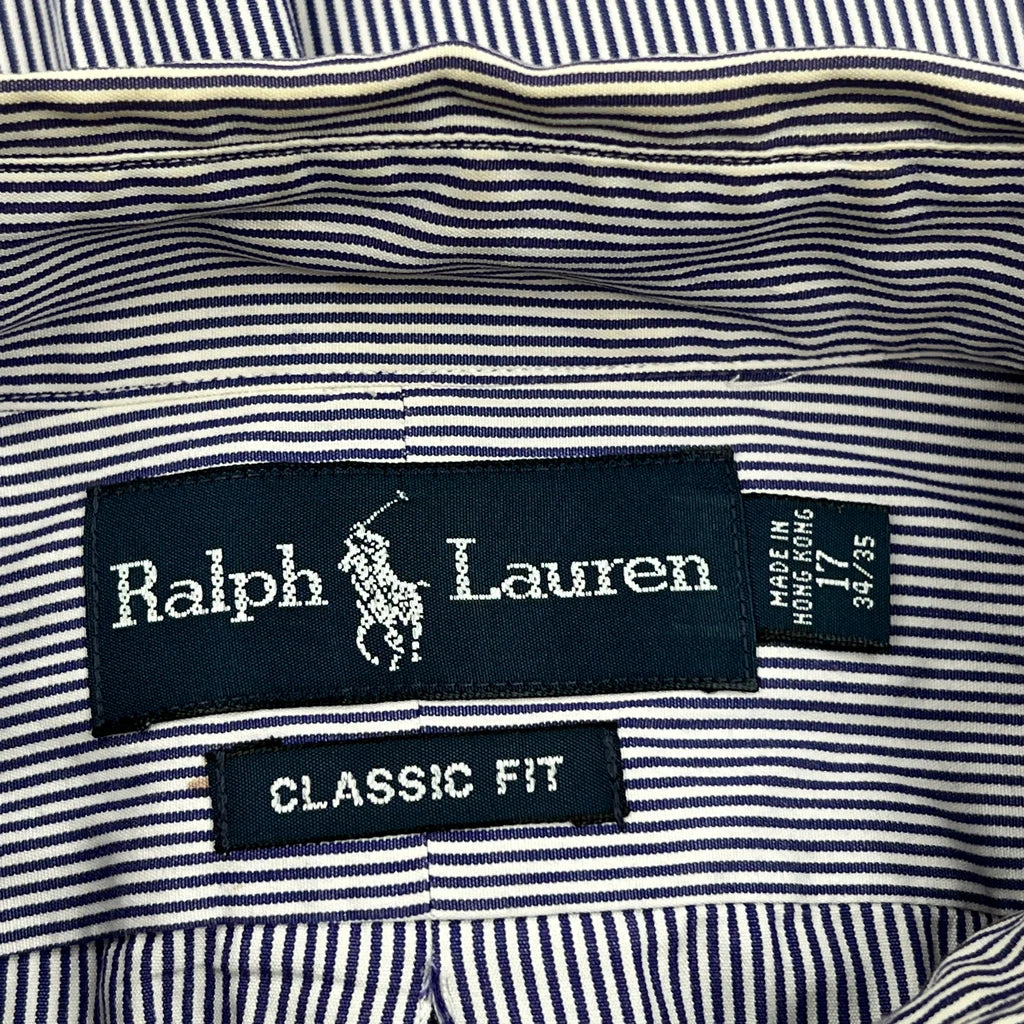 Ralph Lauren
MADE IN
HONG KONG
17
34/35
CLASSIC FIT